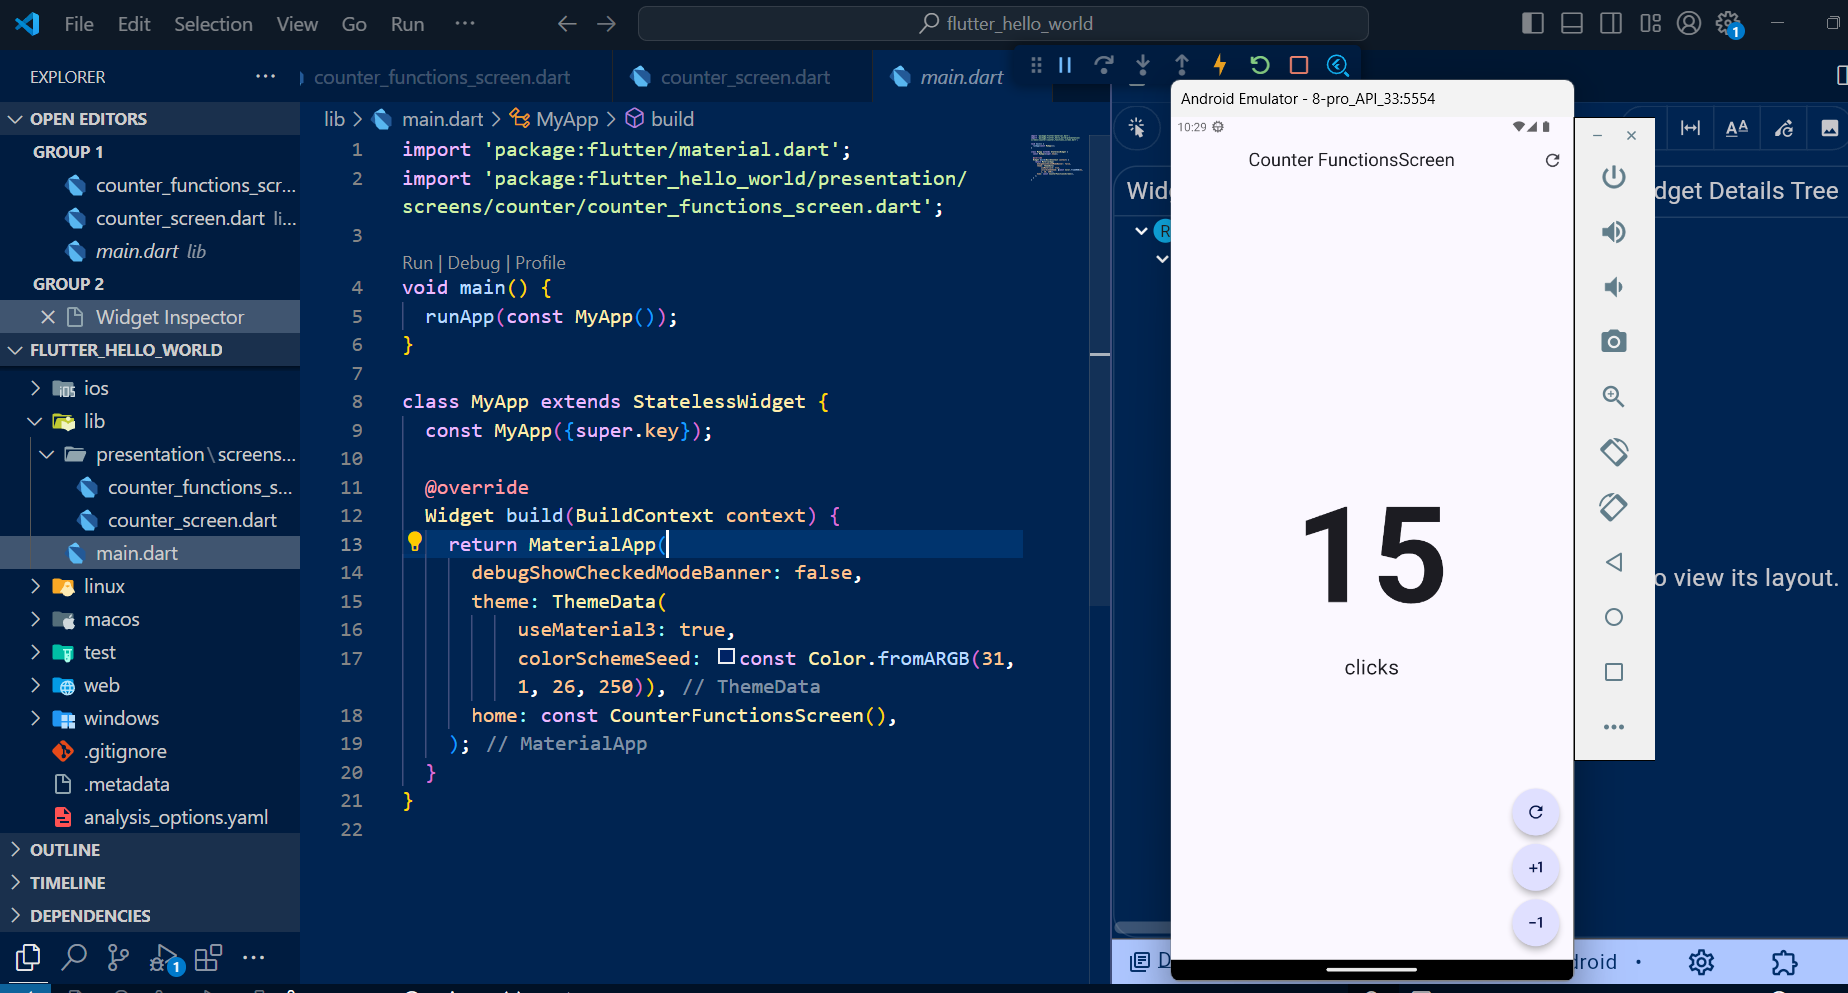 File Edit Selection View Go Run ...
flutter_hello_world
1
EXPLORER
OPEN EDITORS
GROUP 1
counter_functions_scr...
counter_screen.dart li...
main.dart lib
GROUP 2
Widget Inspector
FLUTTER_HELLO_WORLD
ios
lib
presentation\screens...
counter_functions_s...
counter_screen.dart
main.dart
linux
macos
test
web
windows
.gitignore
.metadata
analysis_options.yaml
OUTLINE
TIMELINE
DEPENDENCIES
1
counter_functions_screen.dart
counter_screen.dart
main.dart
lib > main.dart > MyApp > build
1 import 'package:flutter/material.dart';
2 import 'package:flutter_hello_world/presentation/
screens/counter/counter_functions_screen.dart';
3
Run | Debug | Profile
4 void main() {
5 runApp(const MyApp());
6 }
7
8 class MyApp extends StatelessWidget {
9 const MyApp({super.key});
10
11 @override
12 Widget build(BuildContext context) {
13 return MaterialApp(
14 debugShowCheckedModeBanner: false,
15 theme: ThemeData(
16 useMaterial3: true,
17 colorSchemeSeed: const Color.fromARGB(31,
1, 26, 250)), // ThemeData
18 home: const CounterFunctionsScreen(),
19 ); // MaterialApp
20 }
21 }
22
Android Emulator - 8-pro_API_33:5554
10:29
Counter FunctionsScreen
15
clicks
+1
-1
Widg
dget Details Tree
R
o view its layout.
D
droid •